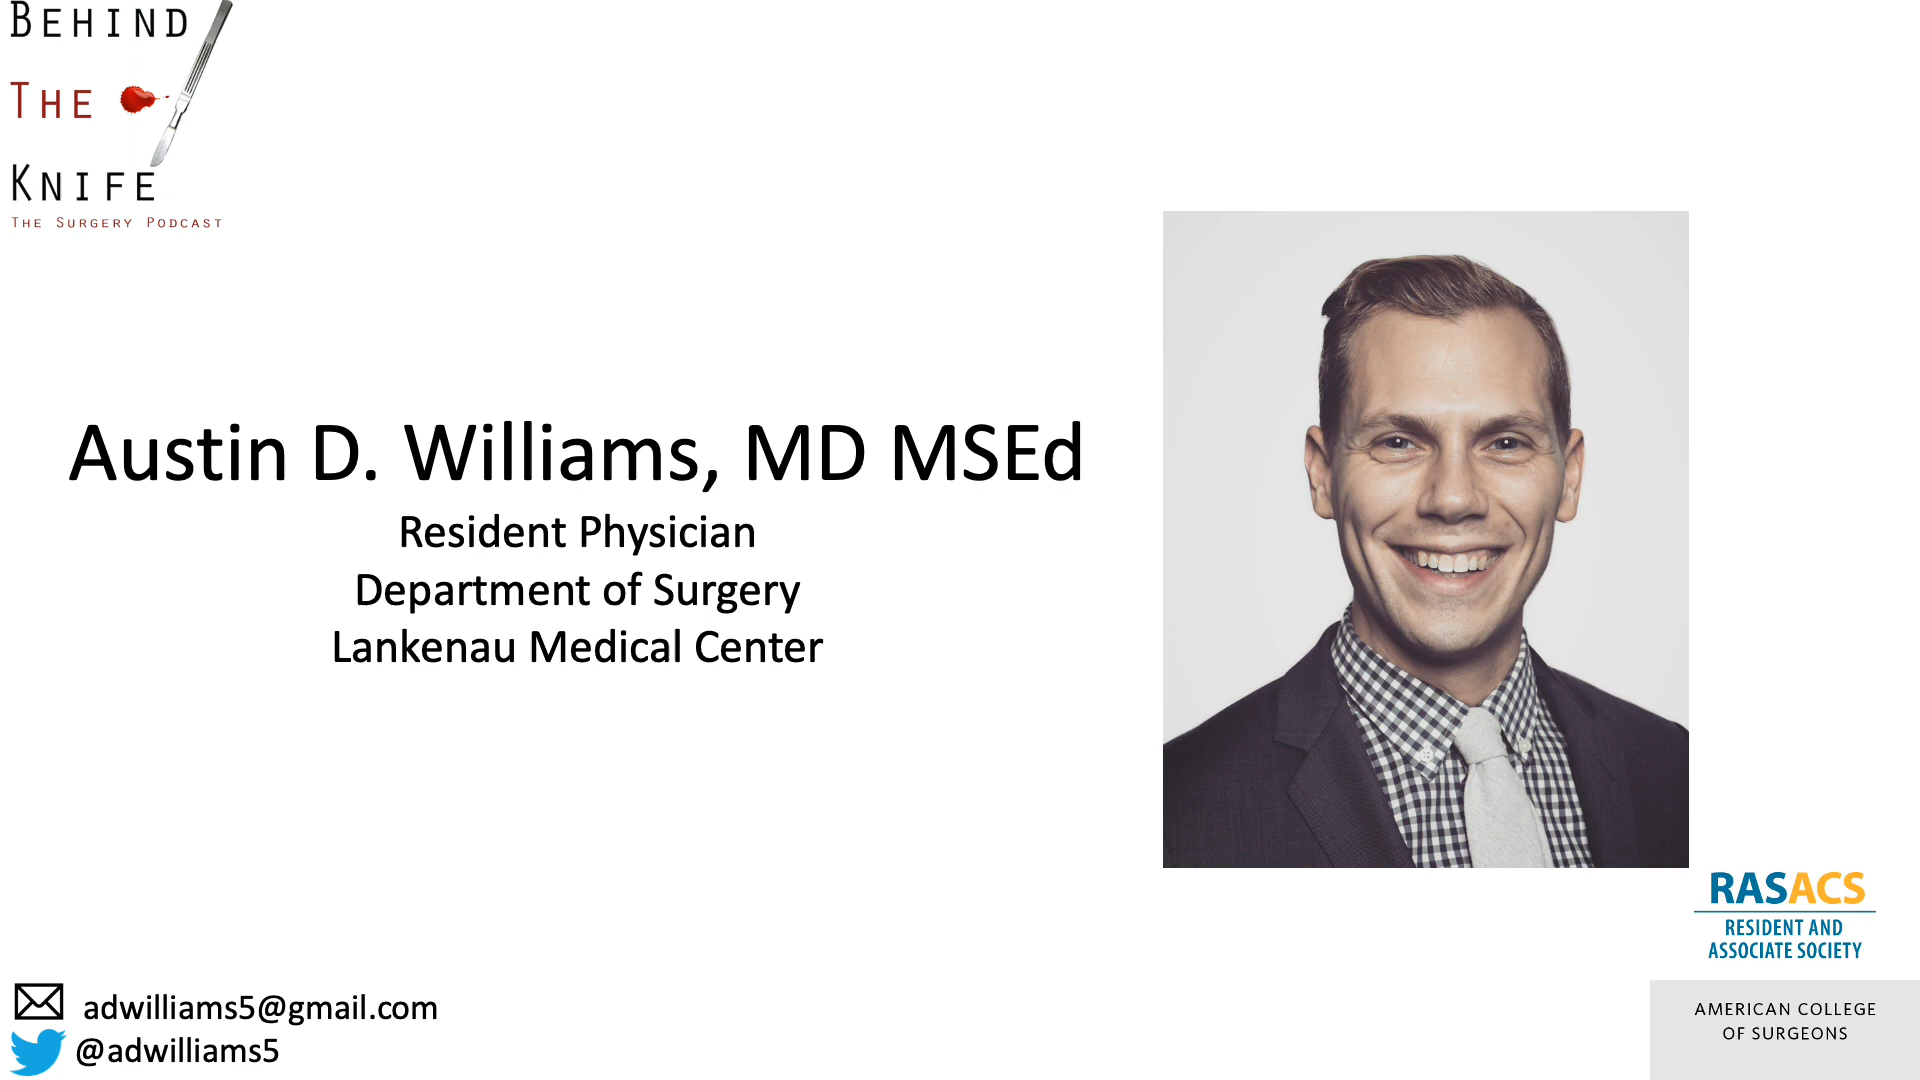 BEHIND
THE
KNIFE
THE SURGERY PODCAST
Austin D. Williams, MD MSEd
Resident Physician
Department of Surgery
Lankenau Medical Center
RASACS
RESIDENT AND
ASSOCIATE SOCIETY
AMERICAN COLLEGE
OF SURGEONS
adwilliams5@gmail.com
@adwilliams5